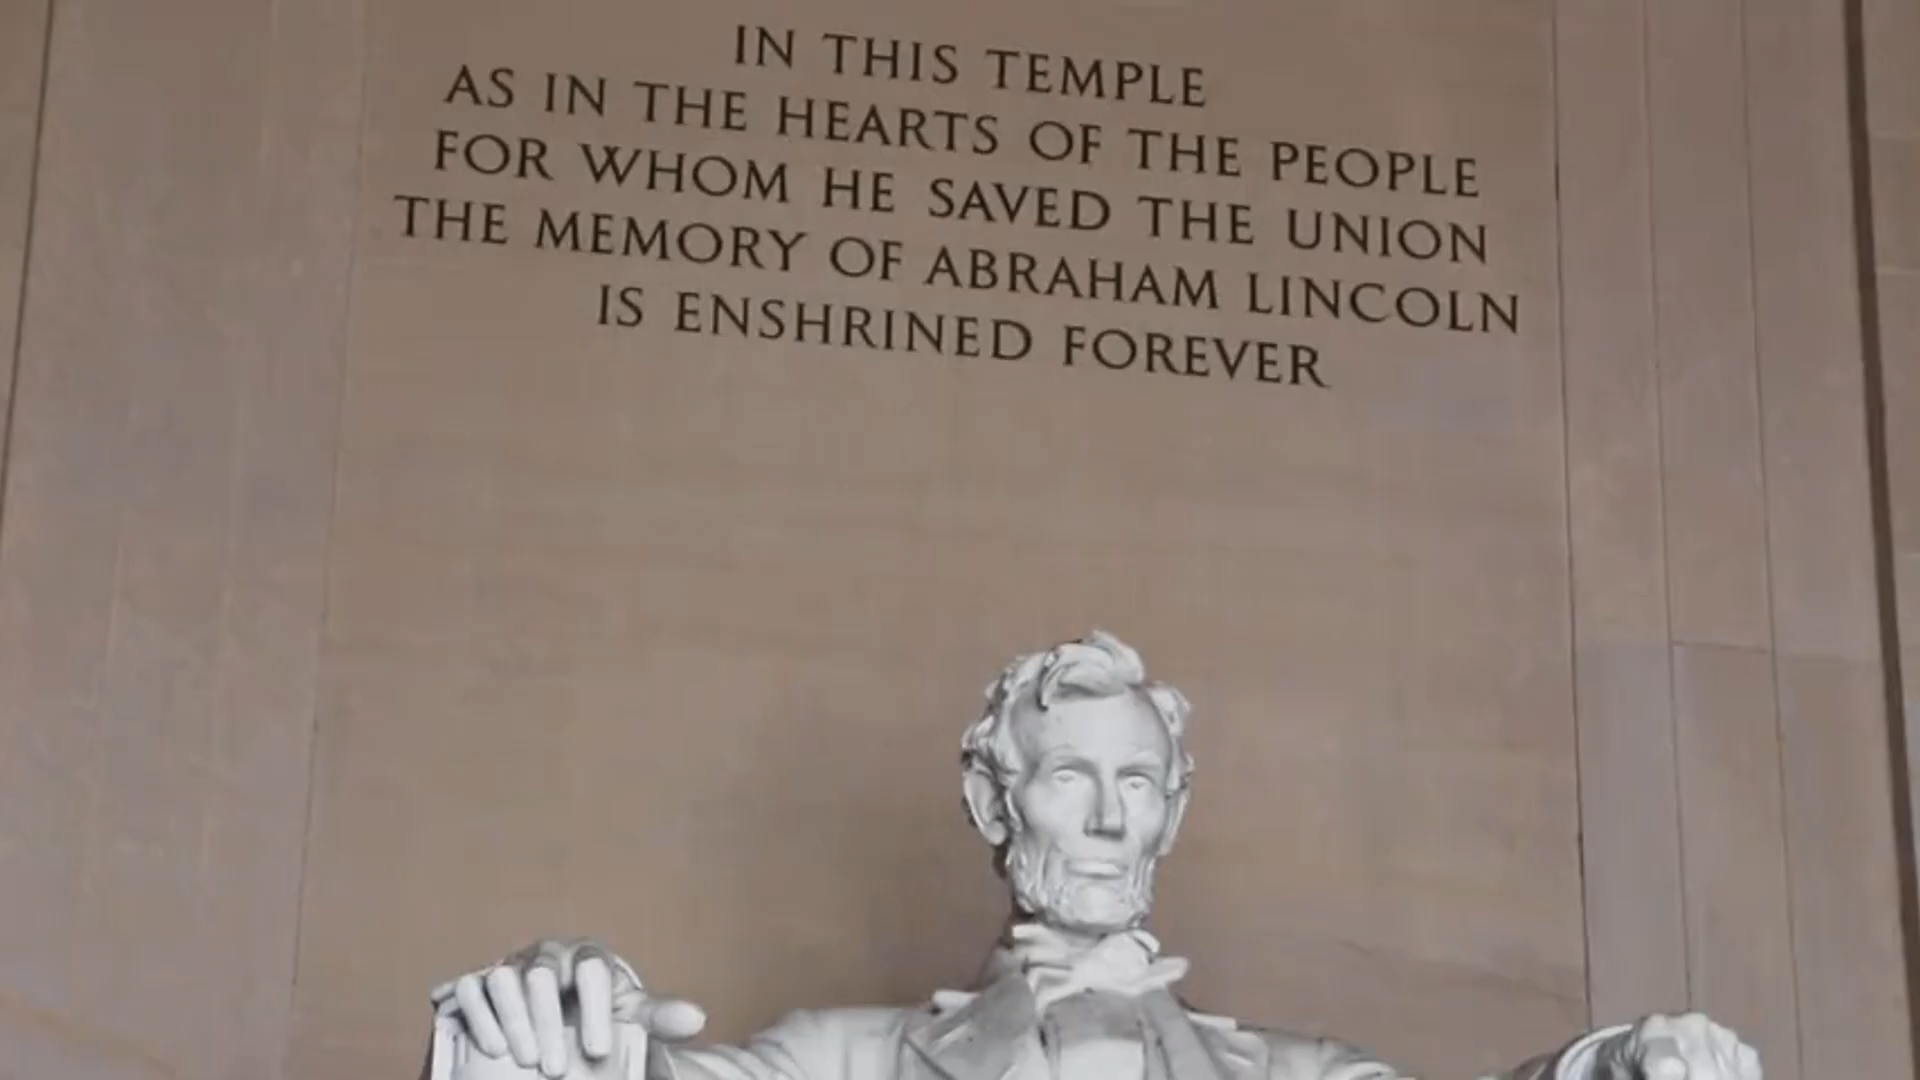 IN THIS TEMPLE
AS IN THE HEARTS OF THE PEOPLE
FOR WHOM HE SAVED THE UNION
THE MEMORY OF ABRAHAM LINCOLN
IS ENSHRINED FOREVER